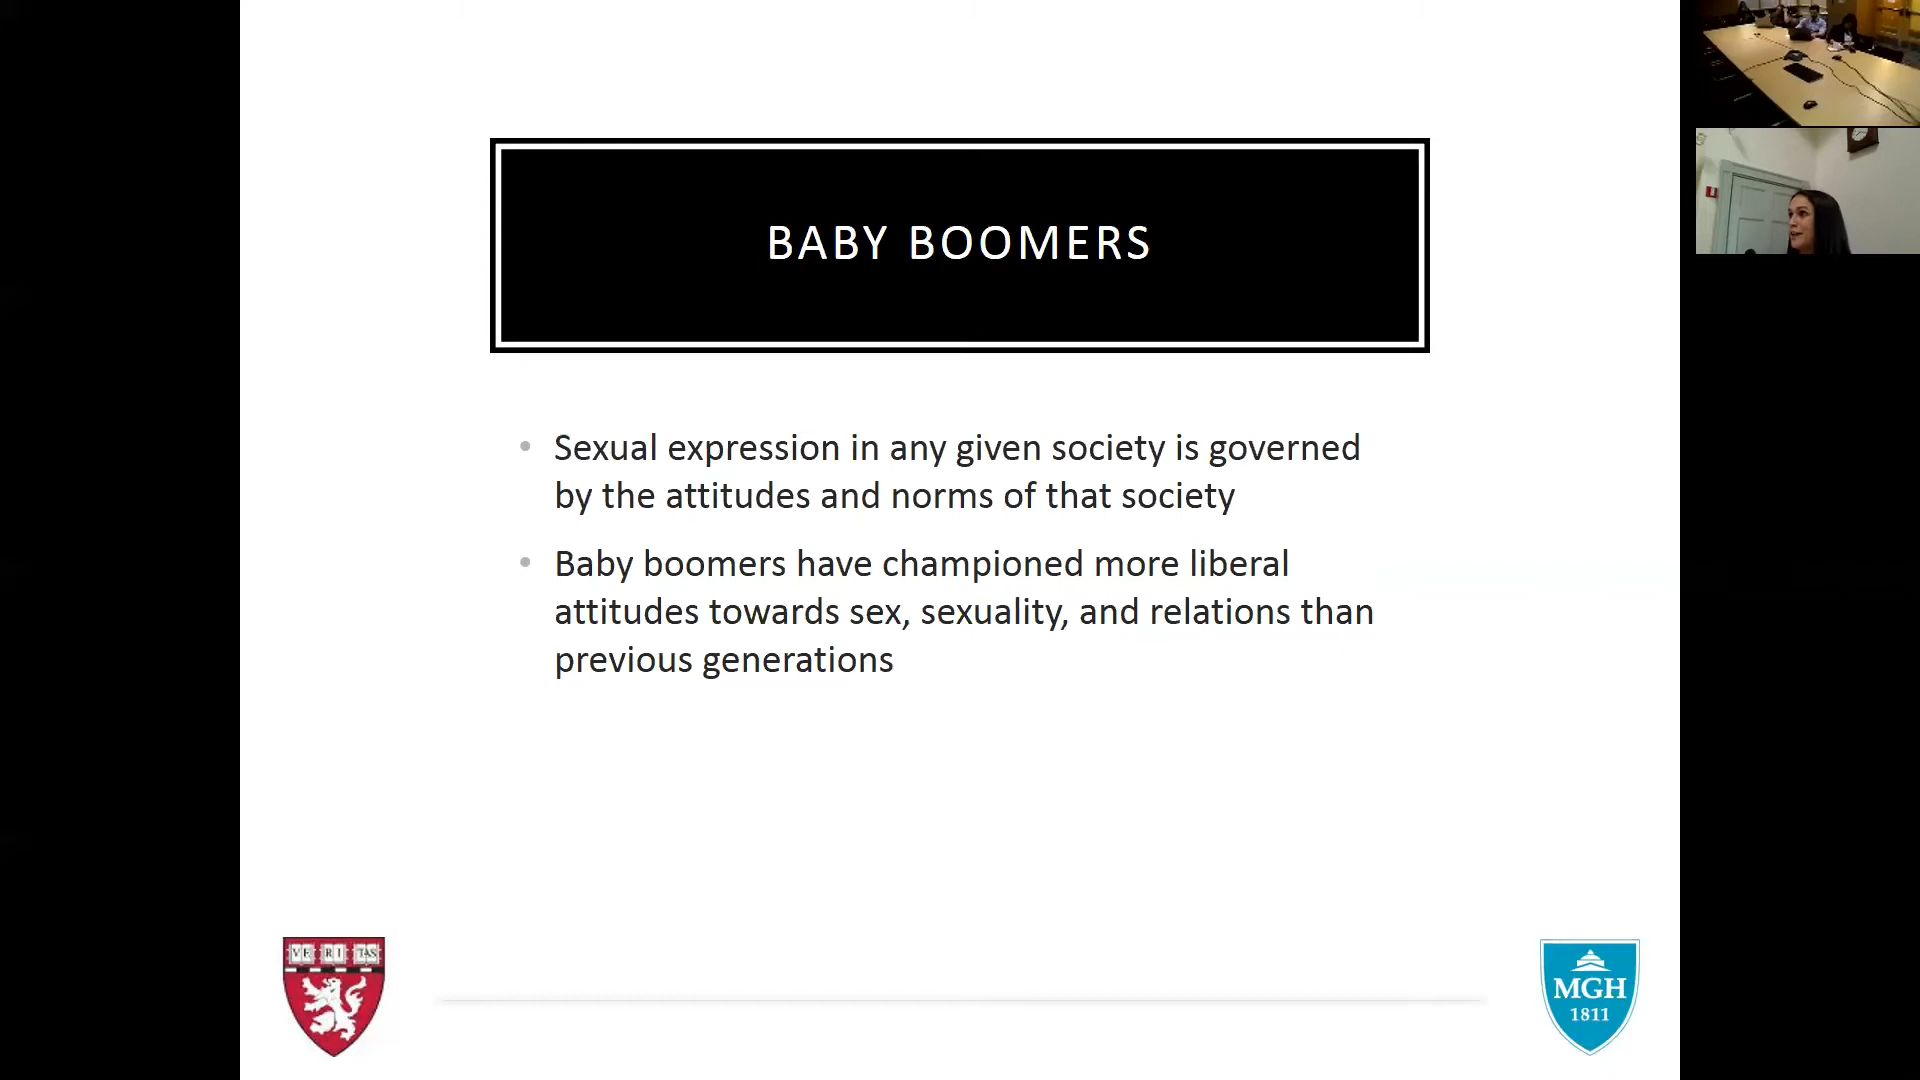 BABY BOOMERS
• Sexual expression in any given society is governed
by the attitudes and norms of that society
• Baby boomers have championed more liberal
attitudes towards sex, sexuality, and relations than
previous generations
VE RI TAS
MGH
1811